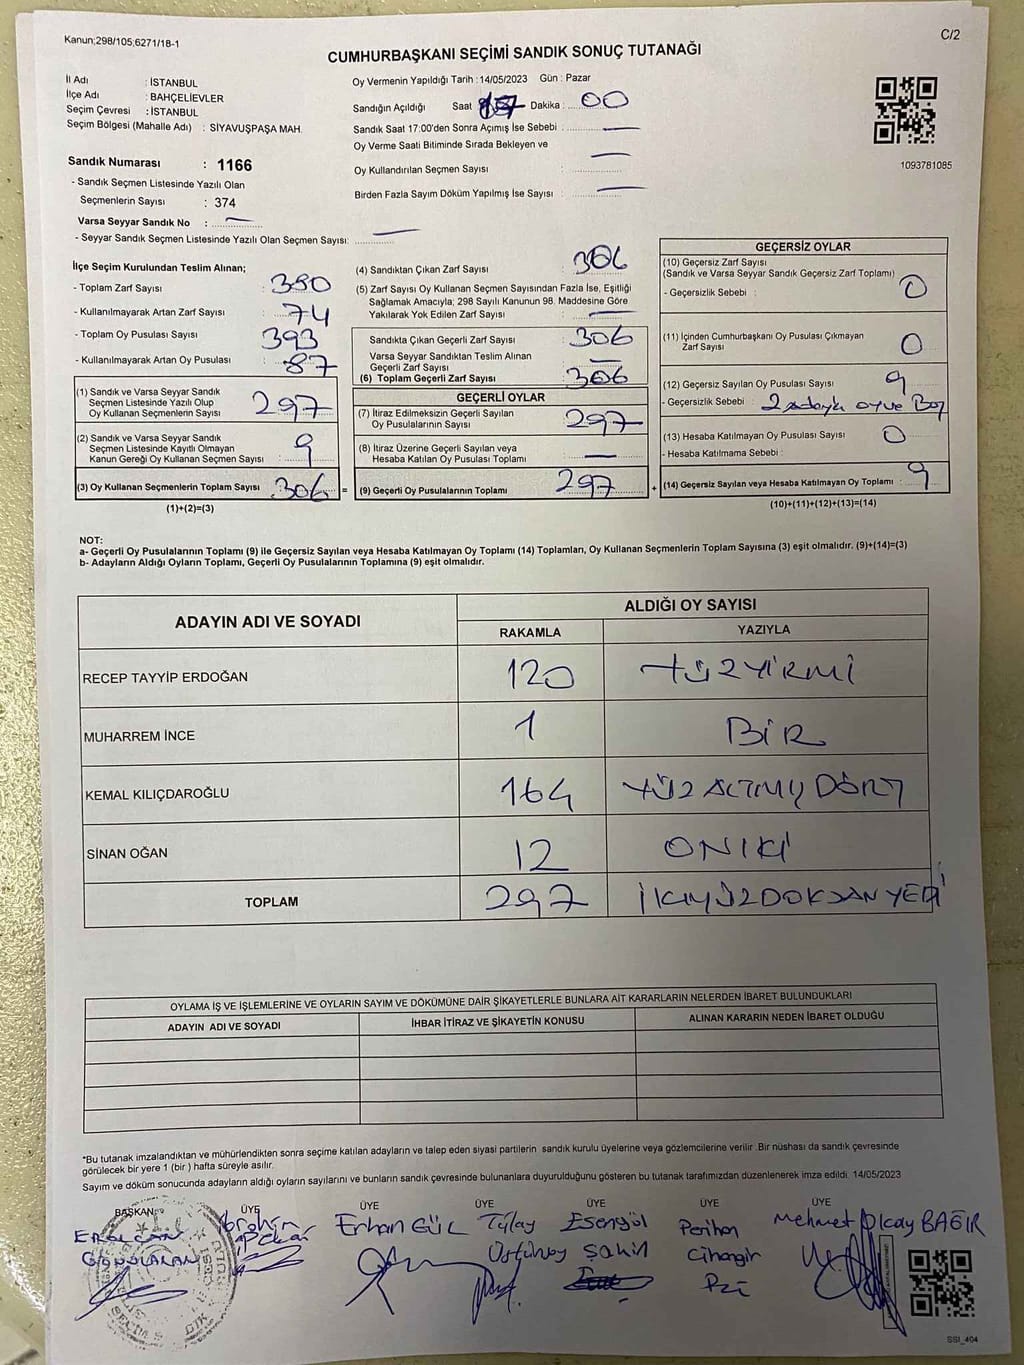 Kanun;298/105;6271/18-1
C/2
CUMHURBAŞKANI SEÇİMİ SANDIK SONUÇ TUTANAĞI
İl Adı : İSTANBUL
İlçe Adı : BAHÇELİEVLER
Seçim Çevresi : İSTANBUL
Seçim Bölgesi (Mahalle Adı) : SİYAVUŞPAŞA MAH.
Sandık Numarası : 1166
- Sandık Seçmen Listesinde Yazılı Olan
Seçmenlerin Sayısı : 374
Varsa Seyyar Sandık No :
- Seyyar Sandık Seçmen Listesinde Yazılı Olan Seçmen Sayısı:
Oy Vermenin Yapıldığı Tarih :14/05/2023 Gün : Pazar
Sandığın Açıldığı Saat 17 Dakika : 00
Sandık Saat 17:00'den Sonra Açımış İse Sebebi :
Oy Verme Saati Bitiminde Sırada Bekleyen ve
Oy Kullandırılan Seçmen Sayısı :
Birden Fazla Sayım Döküm Yapılmış İse Sayısı :
1093781085
İlçe Seçim Kurulundan Teslim Alınan;
- Toplam Zarf Sayısı : 380
- Kullanılmayarak Artan Zarf Sayısı : 74
- Toplam Oy Pusulası Sayısı : 393
- Kullanılmayarak Artan Oy Pusulası : 87
(1) Sandık ve Varsa Seyyar Sandık
Seçmen Listesinde Yazılı Olup
Oy Kullanan Seçmenlerin Sayısı : 297
(2) Sandık ve Varsa Seyyar Sandık
Seçmen Listesinde Kayıtlı Olmayan
Kanun Gereği Oy Kullanan Seçmen Sayısı : 9
(3) Oy Kullanan Seçmenlerin Toplam Sayısı : 306 =
(1)+(2)=(3)
(4) Sandıktan Çıkan Zarf Sayısı : 306
(5) Zarf Sayısı Oy Kullanan Seçmen Sayısından Fazla İse, Eşitliği
Sağlamak Amacıyla; 298 Sayılı Kanunun 98. Maddesine Göre
Yakılarak Yok Edilen Zarf Sayısı :
Sandıkta Çıkan Geçerli Zarf Sayısı : 306
Varsa Seyyar Sandıktan Teslim Alınan
Geçerli Zarf Sayısı :
(6) Toplam Geçerli Zarf Sayısı : 306
GEÇERLİ OYLAR
(7) İtiraz Edilmeksizin Geçerli Sayılan
Oy Pusulalarının Sayısı : 297
(8) İtiraz Üzerine Geçerli Sayılan veya
Hesaba Katılan Oy Pusulası Toplamı :
(9) Geçerli Oy Pusulalarının Toplamı : 297 +
GEÇERSİZ OYLAR
(10) Geçersiz Zarf Sayısı
(Sandık ve Varsa Seyyar Sandık Geçersiz Zarf Toplamı)
- Geçersizlik Sebebi : 0
(11) İçinden Cumhurbaşkanı Oy Pusulası Çıkmayan
Zarf Sayısı : 0
(12) Geçersiz Sayılan Oy Pusulası Sayısı : 9
- Geçersizlik Sebebi : 2 adaya oy ve Boş
(13) Hesaba Katılmayan Oy Pusulası Sayısı : 0
- Hesaba Katılmama Sebebi :
(14) Geçersiz Sayılan veya Hesaba Katılmayan Oy Toplamı : 9
(10)+(11)+(12)+(13)=(14)
NOT:
a- Geçerli Oy Pusulalarının Toplamı (9) ile Geçersiz Sayılan veya Hesaba Katılmayan Oy Toplamı (14) Toplamları, Oy Kullanan Seçmenlerin Toplam Sayısına (3) eşit olmalıdır. (9)+(14)=(3)
b- Adayların Aldığı Oyların Toplamı, Geçerli Oy Pusulalarının Toplamına (9) eşit olmalıdır.
ADAYIN ADI VE SOYADI
ALDIĞI OY SAYISI
RAKAMLA YAZIYLA
RECEP TAYYİP ERDOĞAN 120 YÜZYİRMİ
MUHARREM İNCE 1 BİR
KEMAL KILIÇDAROĞLU 164 YÜZALTMIŞ DÖRT
SİNAN OĞAN 12 ONİKİ
TOPLAM 297 İKİYÜZDOKSANYEDİ
OYLAMA İŞ VE İŞLEMLERİNE VE OYLARIN SAYIM VE DÖKÜMÜNE DAİR ŞİKAYETLERLE BUNLARA AİT KARARLARIN NELERDEN İBARET BULUNDUKLARI
ADAYIN ADI VE SOYADI İHBAR İTİRAZ VE ŞİKAYETİN KONUSU ALINAN KARARIN NEDEN İBARET OLDUĞU
*Bu tutanak imzalandıktan ve mühürlendikten sonra seçime katılan adayların ve talep eden siyasi partilerin sandık kurulu üyelerine veya gözlemcilerine verilir .Bir nüshası da sandık çevresinde
görülecek bir yere 1 (bir ) hafta süreyle asılır.
Sayım ve döküm sonucunda adayların aldığı oyların sayılarını ve bunların sandık çevresinde bulunanlara duyurulduğunu gösteren bu tutanak tarafımızdan düzenlenerek imza edildi. 14/05/2023
BAŞKAN ÜYE ÜYE ÜYE ÜYE ÜYE ÜYE
İbrahim Erhan GÜL Tülay Esengül Perihan Mehmet Olcay BAĞIR
Üstünay Şahin Cihangir
SSI_404